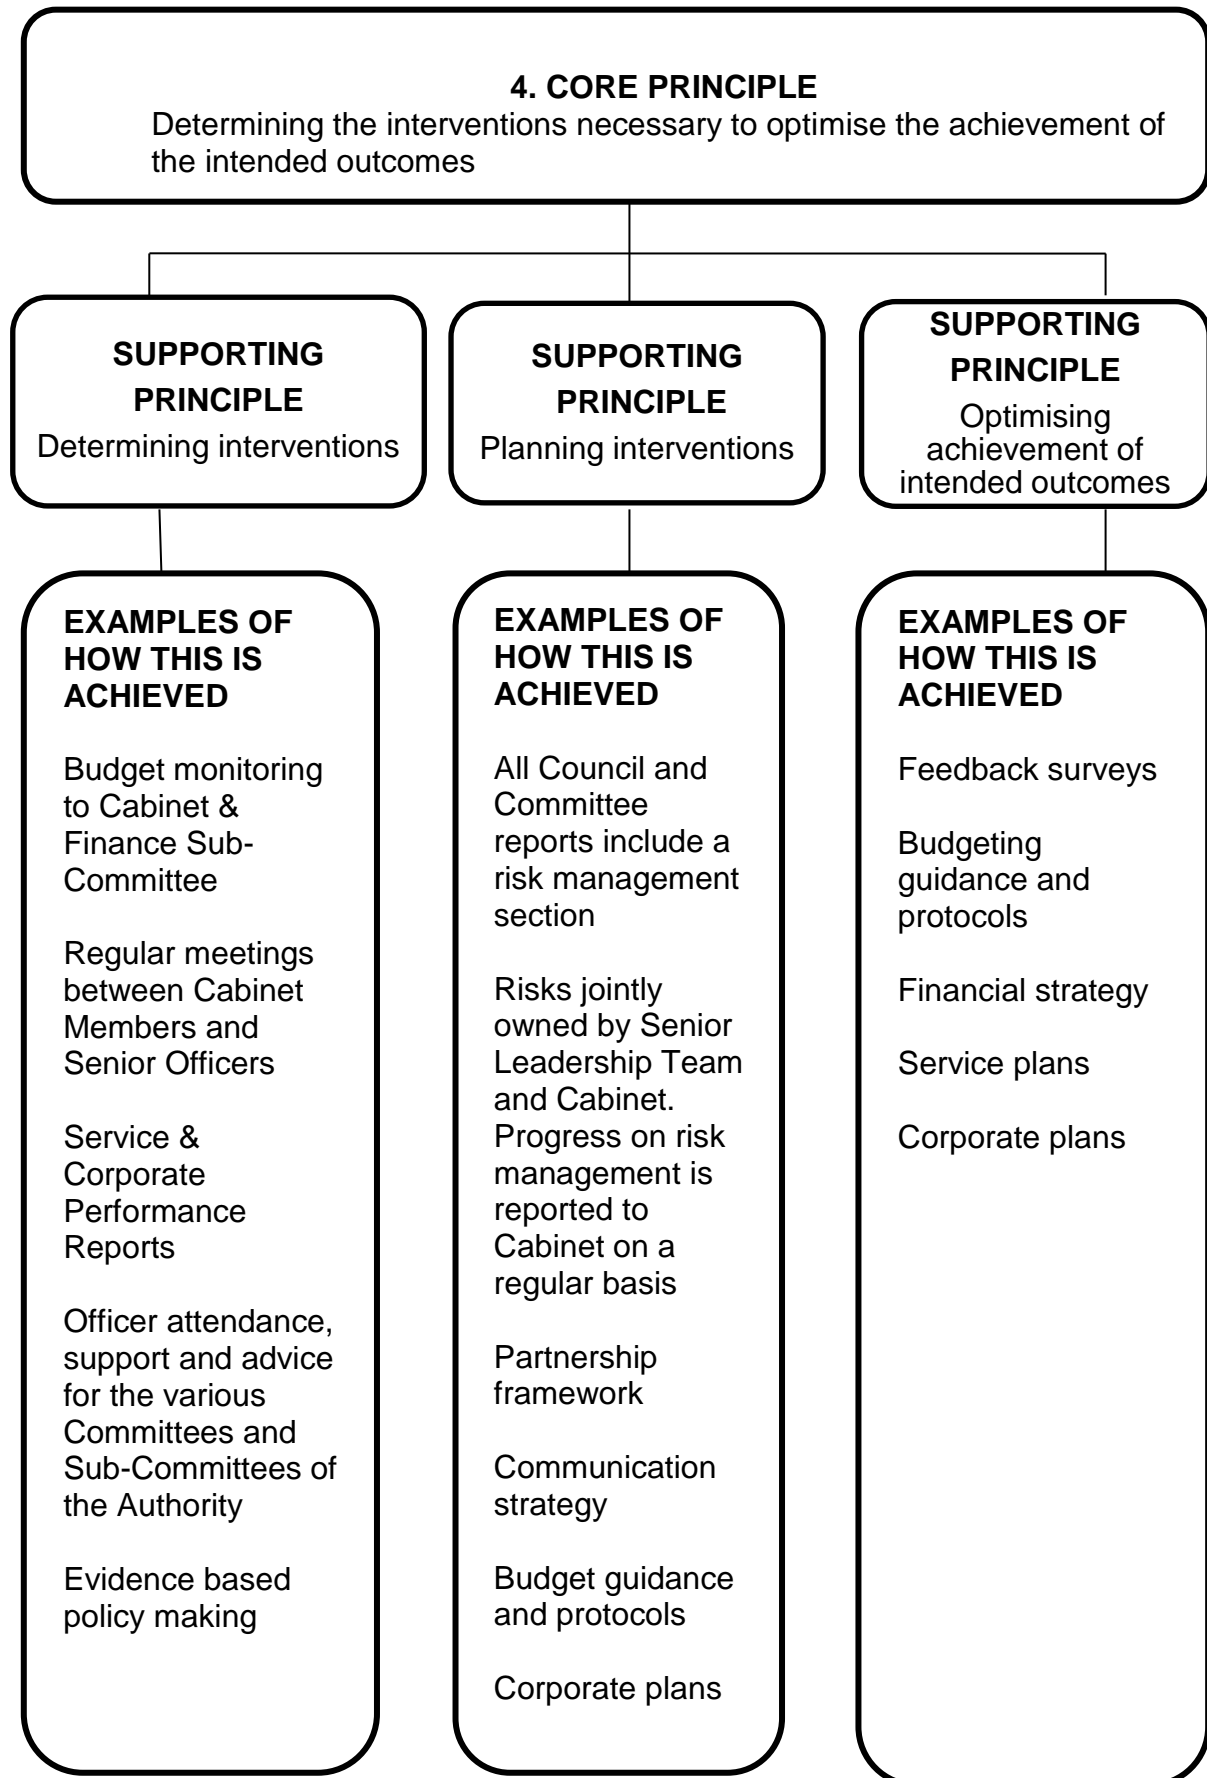 4. CORE PRINCIPLE
Determining the interventions necessary to optimise the achievement of
the intended outcomes
SUPPORTING
PRINCIPLE
Determining interventions
SUPPORTING
PRINCIPLE
Planning interventions
SUPPORTING
PRINCIPLE
Optimising
achievement of
intended outcomes
EXAMPLES OF
HOW THIS IS
ACHIEVED
Budget monitoring
to Cabinet &
Finance Sub-
Committee
Regular meetings
between Cabinet
Members and
Senior Officers
Service &
Corporate
Performance
Reports
Officer attendance,
support and advice
for the various
Committees and
Sub-Committees of
the Authority
Evidence based
policy making
EXAMPLES OF
HOW THIS IS
ACHIEVED
All Council and
Committee
reports include a
risk management
section
Risks jointly
owned by Senior
Leadership Team
and Cabinet.
Progress on risk
management is
reported to
Cabinet on a
regular basis
Partnership
framework
Communication
strategy
Budget guidance
and protocols
Corporate plans
EXAMPLES OF
HOW THIS IS
ACHIEVED
Feedback surveys
Budgeting
guidance and
protocols
Financial strategy
Service plans
Corporate plans